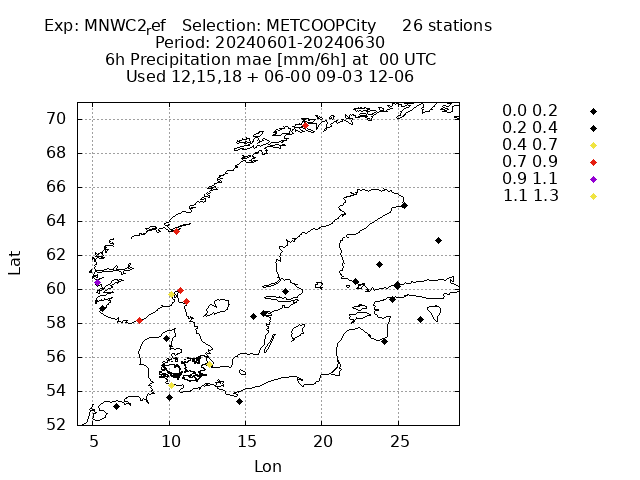 Exp: MNWC2ref Selection: METCOOPCity 26 stations
Period: 20240601-20240630
6h Precipitation mae [mm/6h] at 00 UTC
Used 12,15,18 + 06-00 09-03 12-06
0.0 0.2
0.2 0.4
0.4 0.7
0.7 0.9
0.9 1.1
1.1 1.3
70
68
66
64
62
60
58
56
54
52
Lat
5 10 15 20 25
Lon